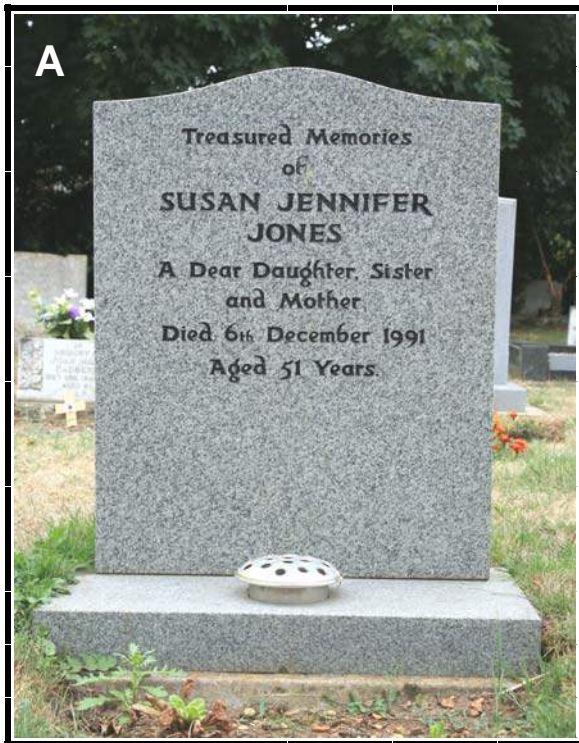 A
Treasured Memories
of
SUSAN JENNIFER
JONES
A Dear Daughter, Sister
and Mother
Died 6th December 1991
Aged 51 Years.